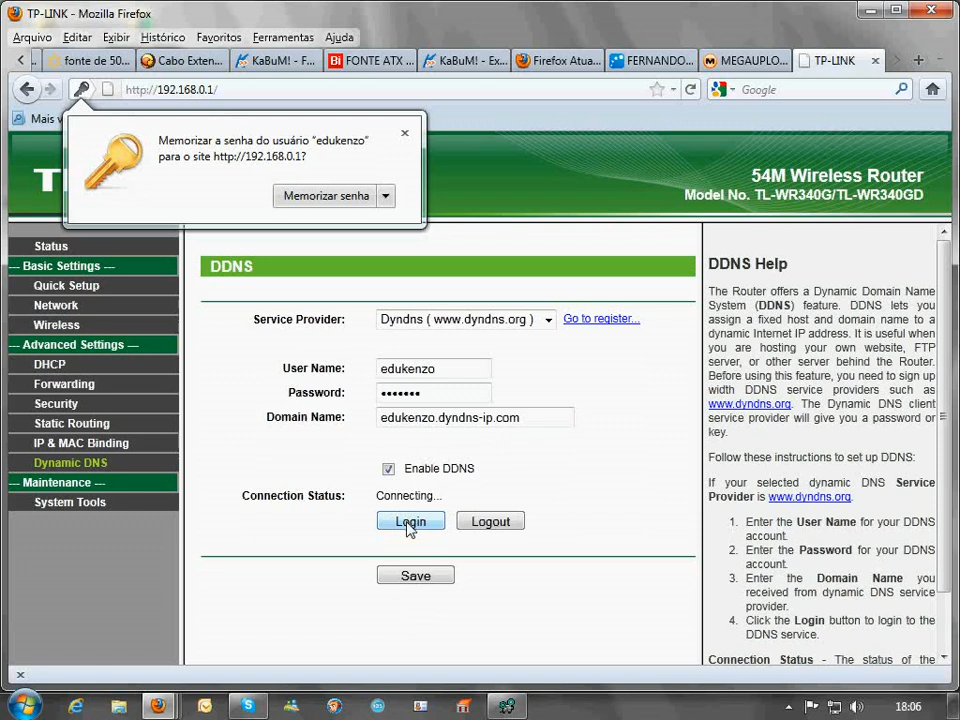 TP-LINK - Mozilla Firefox
Arquivo Editar Exibir Histórico Favoritos Ferramentas Ajuda
fonte de 50...
Cabo Exten...
KaBuM! - F...
FONTE ATX ...
KaBuM! - Ex...
Firefox Atua...
FERNANDO...
MEGAUPLO...
TP-LINK
http://192.168.0.1/
Google
Mais v
Memorizar a senha do usuário "edukenzo"
para o site http://192.168.0.1?
Memorizar senha
54M Wireless Router
Model No. TL-WR340G/TL-WR340GD
Status
--- Basic Settings ---
Quick Setup
Network
Wireless
--- Advanced Settings ---
DHCP
Forwarding
Security
Static Routing
IP & MAC Binding
Dynamic DNS
--- Maintenance ---
System Tools
DDNS
Service Provider: Dyndns ( www.dyndns.org ) Go to register...
User Name: edukenzo
Password: •••••••
Domain Name: edukenzo.dyndns-ip.com
Enable DDNS
Connection Status: Connecting...
Login Logout
Save
DDNS Help
The Router offers a Dynamic Domain Name
System (DDNS) feature. DDNS lets you
assign a fixed host and domain name to a
dynamic Internet IP address. It is useful when
you are hosting your own website, FTP
server, or other server behind the Router.
Before using this feature, you need to sign up
width DDNS service providers such as
www.dyndns.org. The Dynamic DNS client
service provider will give you a password or
key.
Follow these instructions to set up DDNS:
If your selected dynamic DNS Service
Provider is www.dyndns.org.
1. Enter the User Name for your DDNS
account.
2. Enter the Password for your DDNS
account.
3. Enter the Domain Name you
received from dynamic DNS service
provider.
4. Click the Login button to login to the
DDNS service.
Connection Status - The status of the
18:06